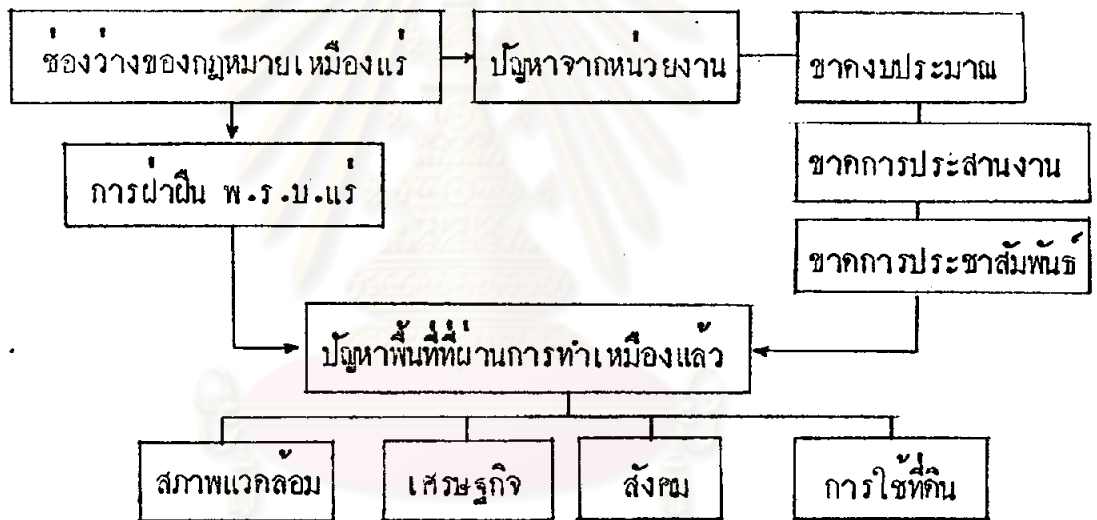 ช่องว่างของกฎหมายเหมืองแร่
ปัญหาจากหน่วยงาน
ขาดงบประมาณ
ขาดการประสานงาน
การฝ่าฝืน พ.ร.บ.แร่
ขาดการประชาสัมพันธ์
ปัญหาพื้นที่ที่ผ่านการทำเหมืองแล้ว
สภาพแวดล้อม
เศรษฐกิจ
สังคม
การใช้ที่ดิน